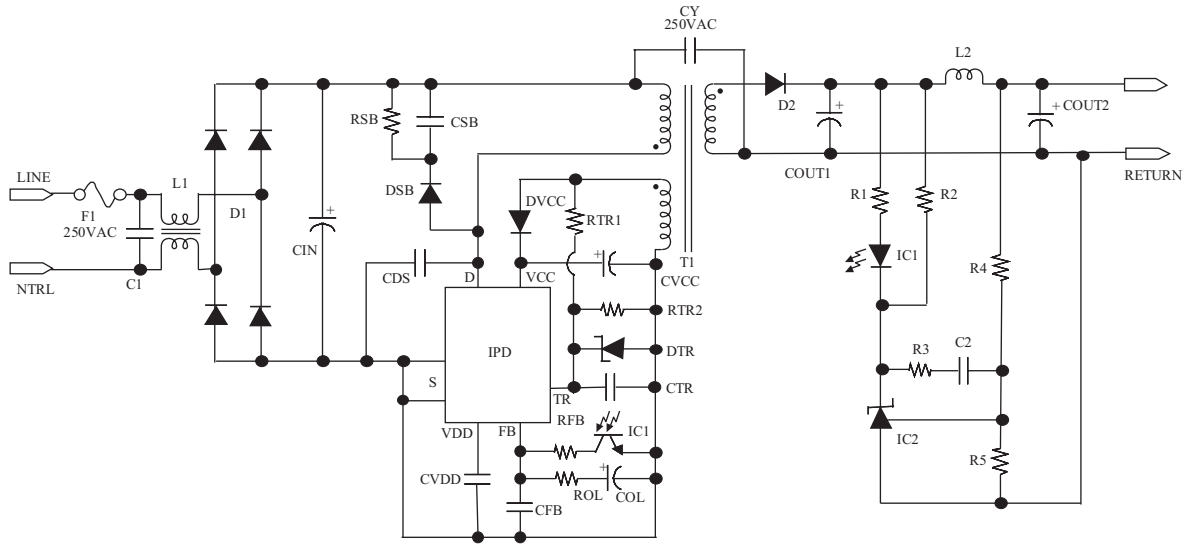 CY
250VAC
L2
RSB
CSB
D2
COUT1
+
+ COUT2
LINE
F1
250VAC
L1
D1
DSB
DVCC
RTR1
RETURN
R1
R2
+
CIN
CDS
D
VCC
+
T1
CVCC
IC1
R4
NTRL
C1
RTR2
IPD
DTR
R3
C2
S
TR
CTR
VDD
FB
RFB
IC1
IC2
R5
CVDD
ROL
+
COL
CFB